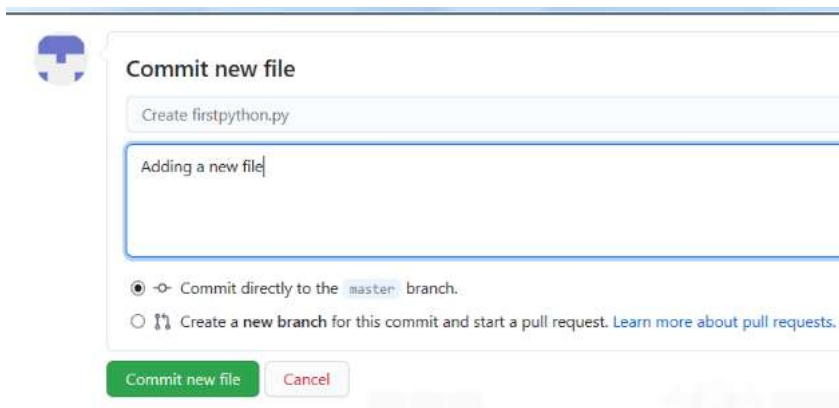 Commit new file
Create firstpython.py
Adding a new file
Commit directly to the master branch.
Create a new branch for this commit and start a pull request. Learn more about pull requests.
Commit new file
Cancel